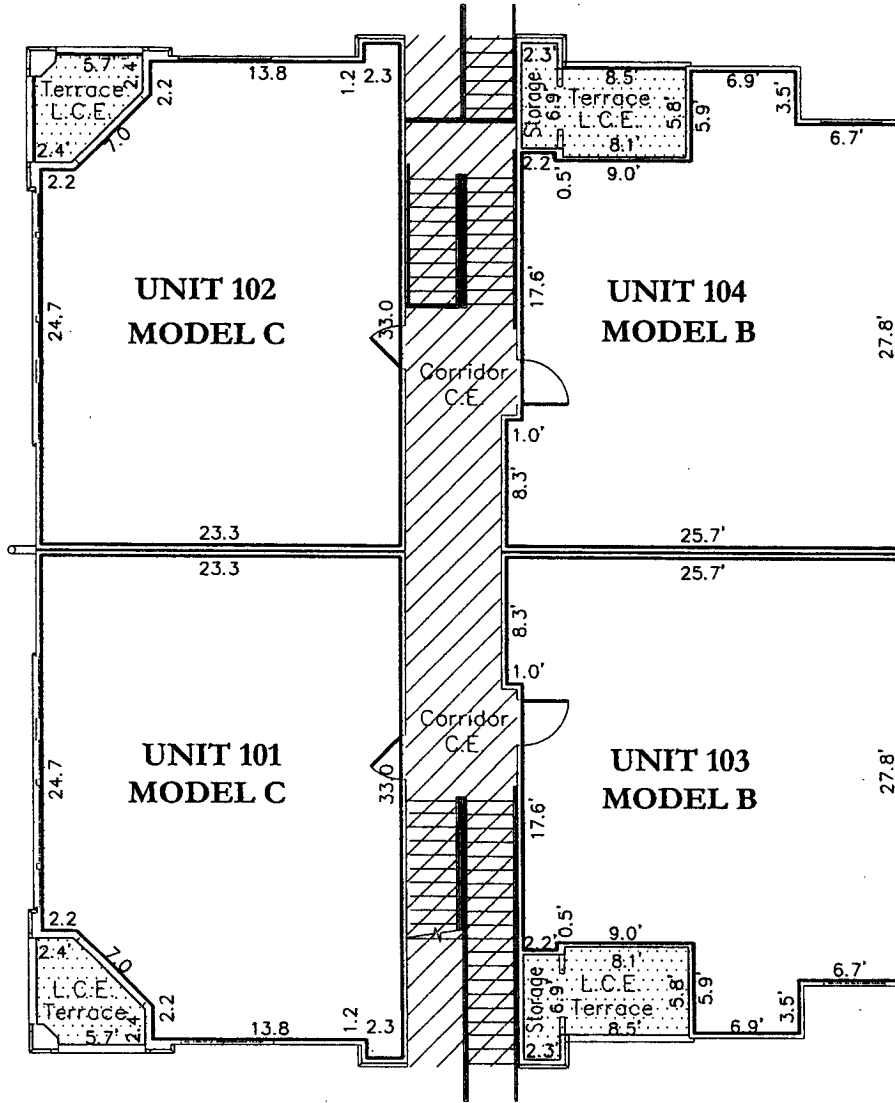 5.7'
2.4
Terrace
L.C.E.
2.4'
2.2
7.0
2.2
13.8
1.2
2.3
24.7
UNIT 102
MODEL C
33.0
23.3
2.3'
Storage
6.9'
8.5'
Terrace
L.C.E.
8.1'
5.8'
5.9'
6.9'
3.5'
6.7'
2.2'
0.5'
9.0'
17.6'
UNIT 104
MODEL B
27.8'
Corridor
C.E.
1.0'
8.3'
25.7'
23.3
25.7'
8.3'
1.0'
Corridor
C.E.
24.7
UNIT 101
MODEL C
33.0
17.6'
UNIT 103
MODEL B
27.8'
2.2
2.4'
7.0
L.C.E.
Terrace
5.7'
2.4
2.2
13.8
1.2
2.3
2.2'
0.5'
9.0'
Storage
6.9'
8.1'
L.C.E.
Terrace
8.5'
2.3'
5.8'
5.9'
6.9'
3.5'
6.7'